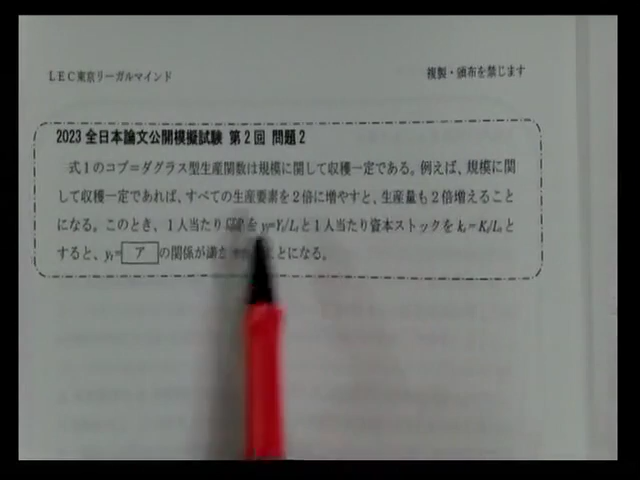 LEC東京リーガルマインド
複製・頒布を禁じます
2023 全日本論文公開模擬試験 第2回 問題2
式1のコブ=ダグラス型生産関数は規模に関して収穫一定である。例えば、規模に関
して収穫一定であれば、すべての生産要素を2倍に増やすと、生産量も2倍増えること
になる。このとき、1人当たり を yₜ=Yₜ/Lₜと1人当たり資本ストックを kₜ=Kₜ/Lₜと
すると、yₜ= ア の関係が とになる。